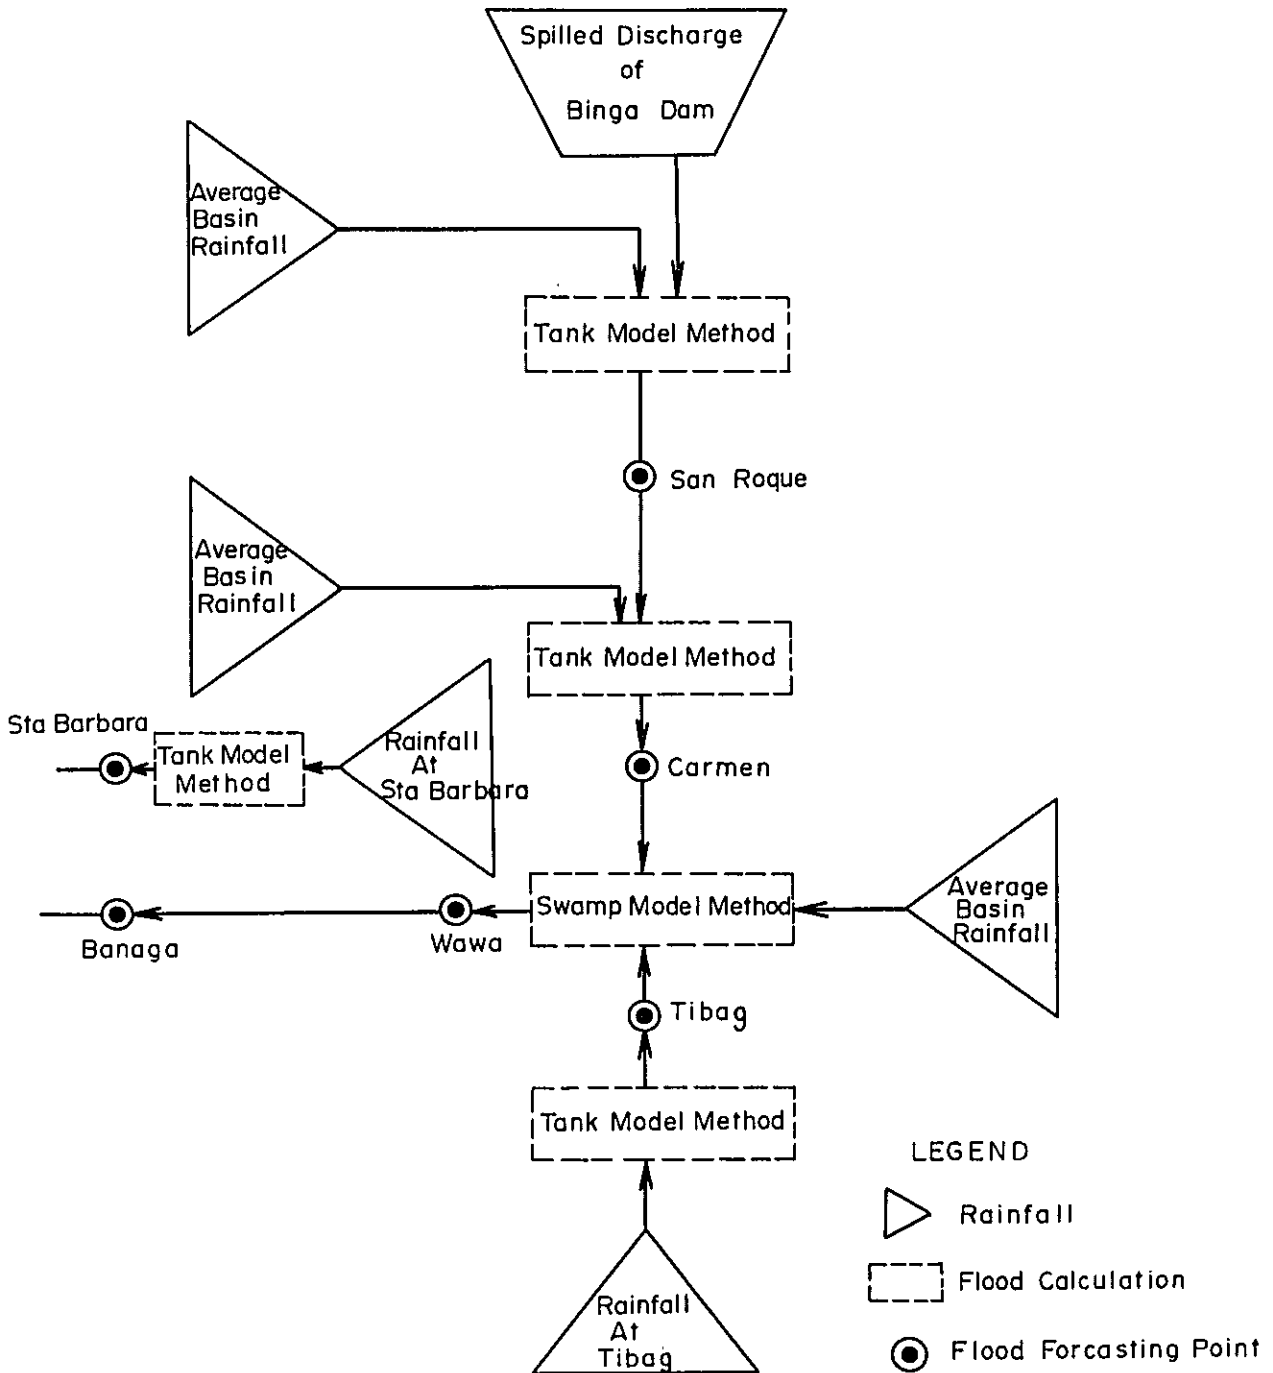 Spilled Discharge
of
Binga Dam
Average
Basin
Rainfall
Tank Model Method
San Roque
Average
Basin
Rainfall
Tank Model Method
Sta Barbara
Tank Model
Method
Rainfall
At
Sta Barbara
Carmen
Swamp Model Method
Average
Basin
Rainfall
Banaga
Wawa
Tibag
Tank Model Method
Rainfall
At
Tibag
LEGEND
Rainfall
Flood Calculation
Flood Forcasting Point